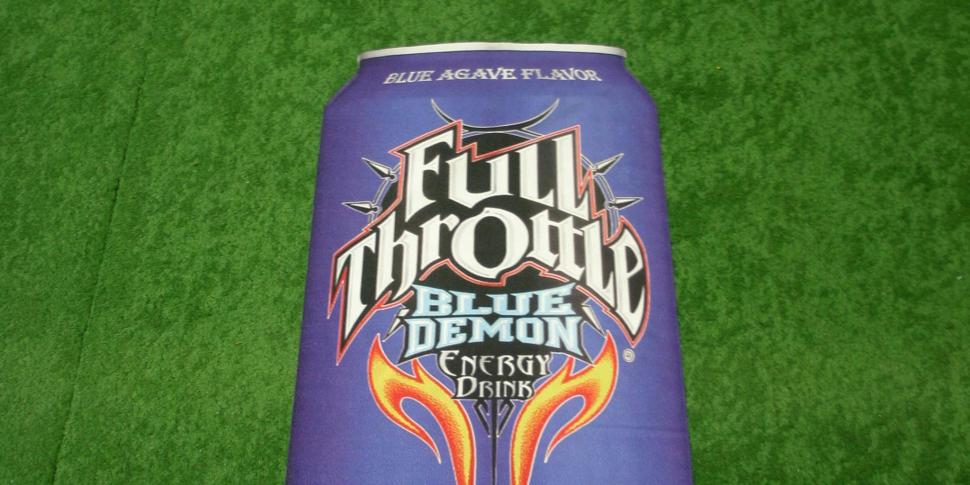 BLUE AGAVE FLAVOR
Full
Throttle
BLUE
DEMON
ENERGY
DRINK
®